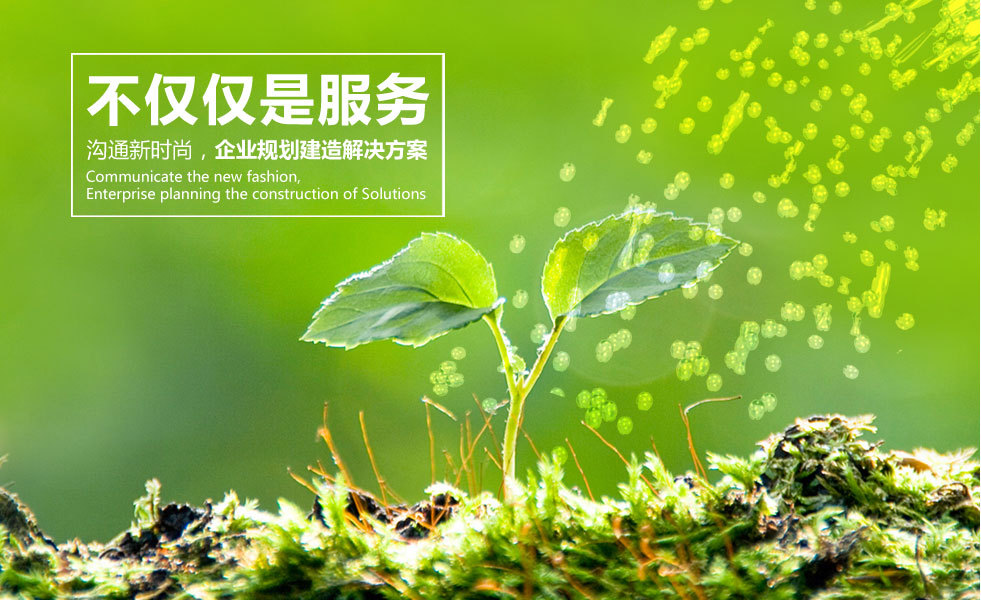 不仅仅是服务
沟通新时尚，企业规划建造解决方案
Communicate the new fashion,
Enterprise planning the construction of Solutions